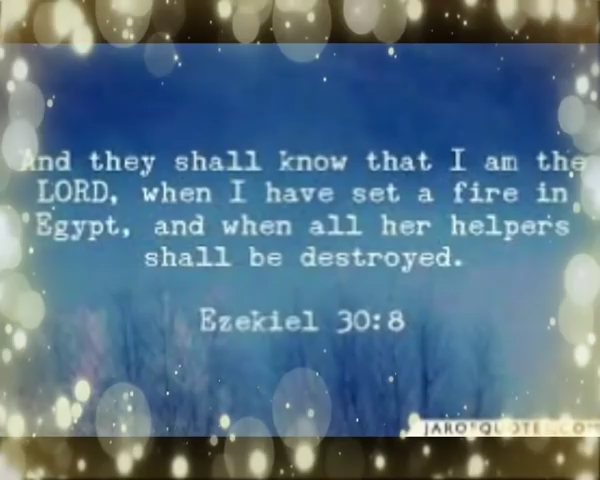 And they shall know that I am the
LORD, when I have set a fire in
Egypt, and when all her helpers
shall be destroyed.
Ezekiel 30:8